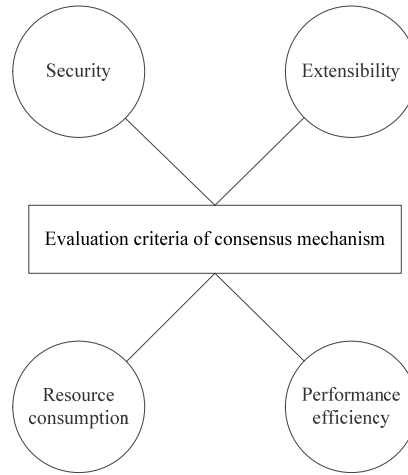 Security
Extensibility
Evaluation criteria of consensus mechanism
Resource
consumption
Performance
efficiency